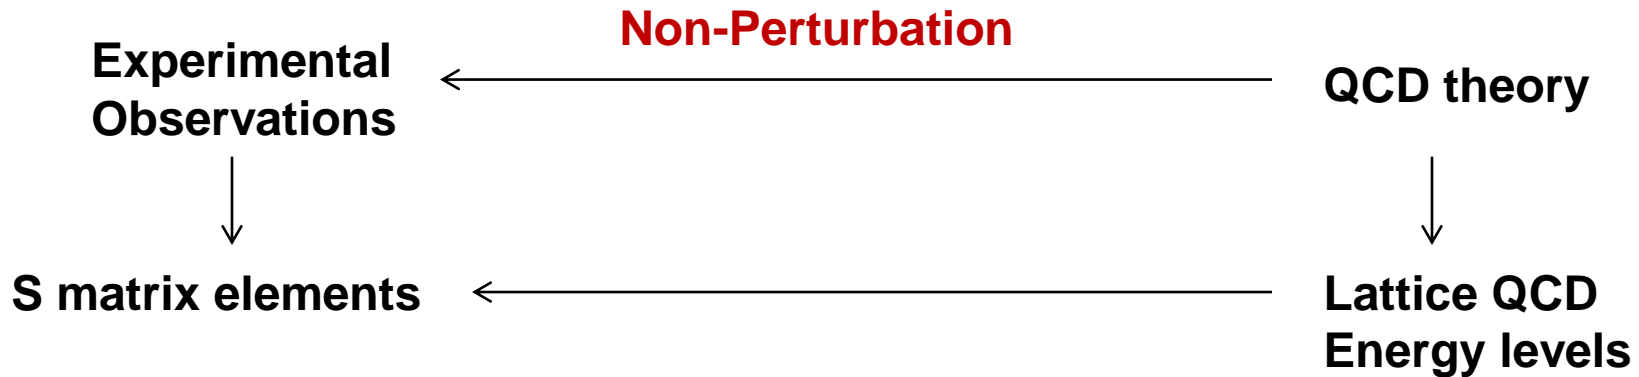 Non-Perturbation
Experimental
Observations
QCD theory
S matrix elements
Lattice QCD
Energy levels